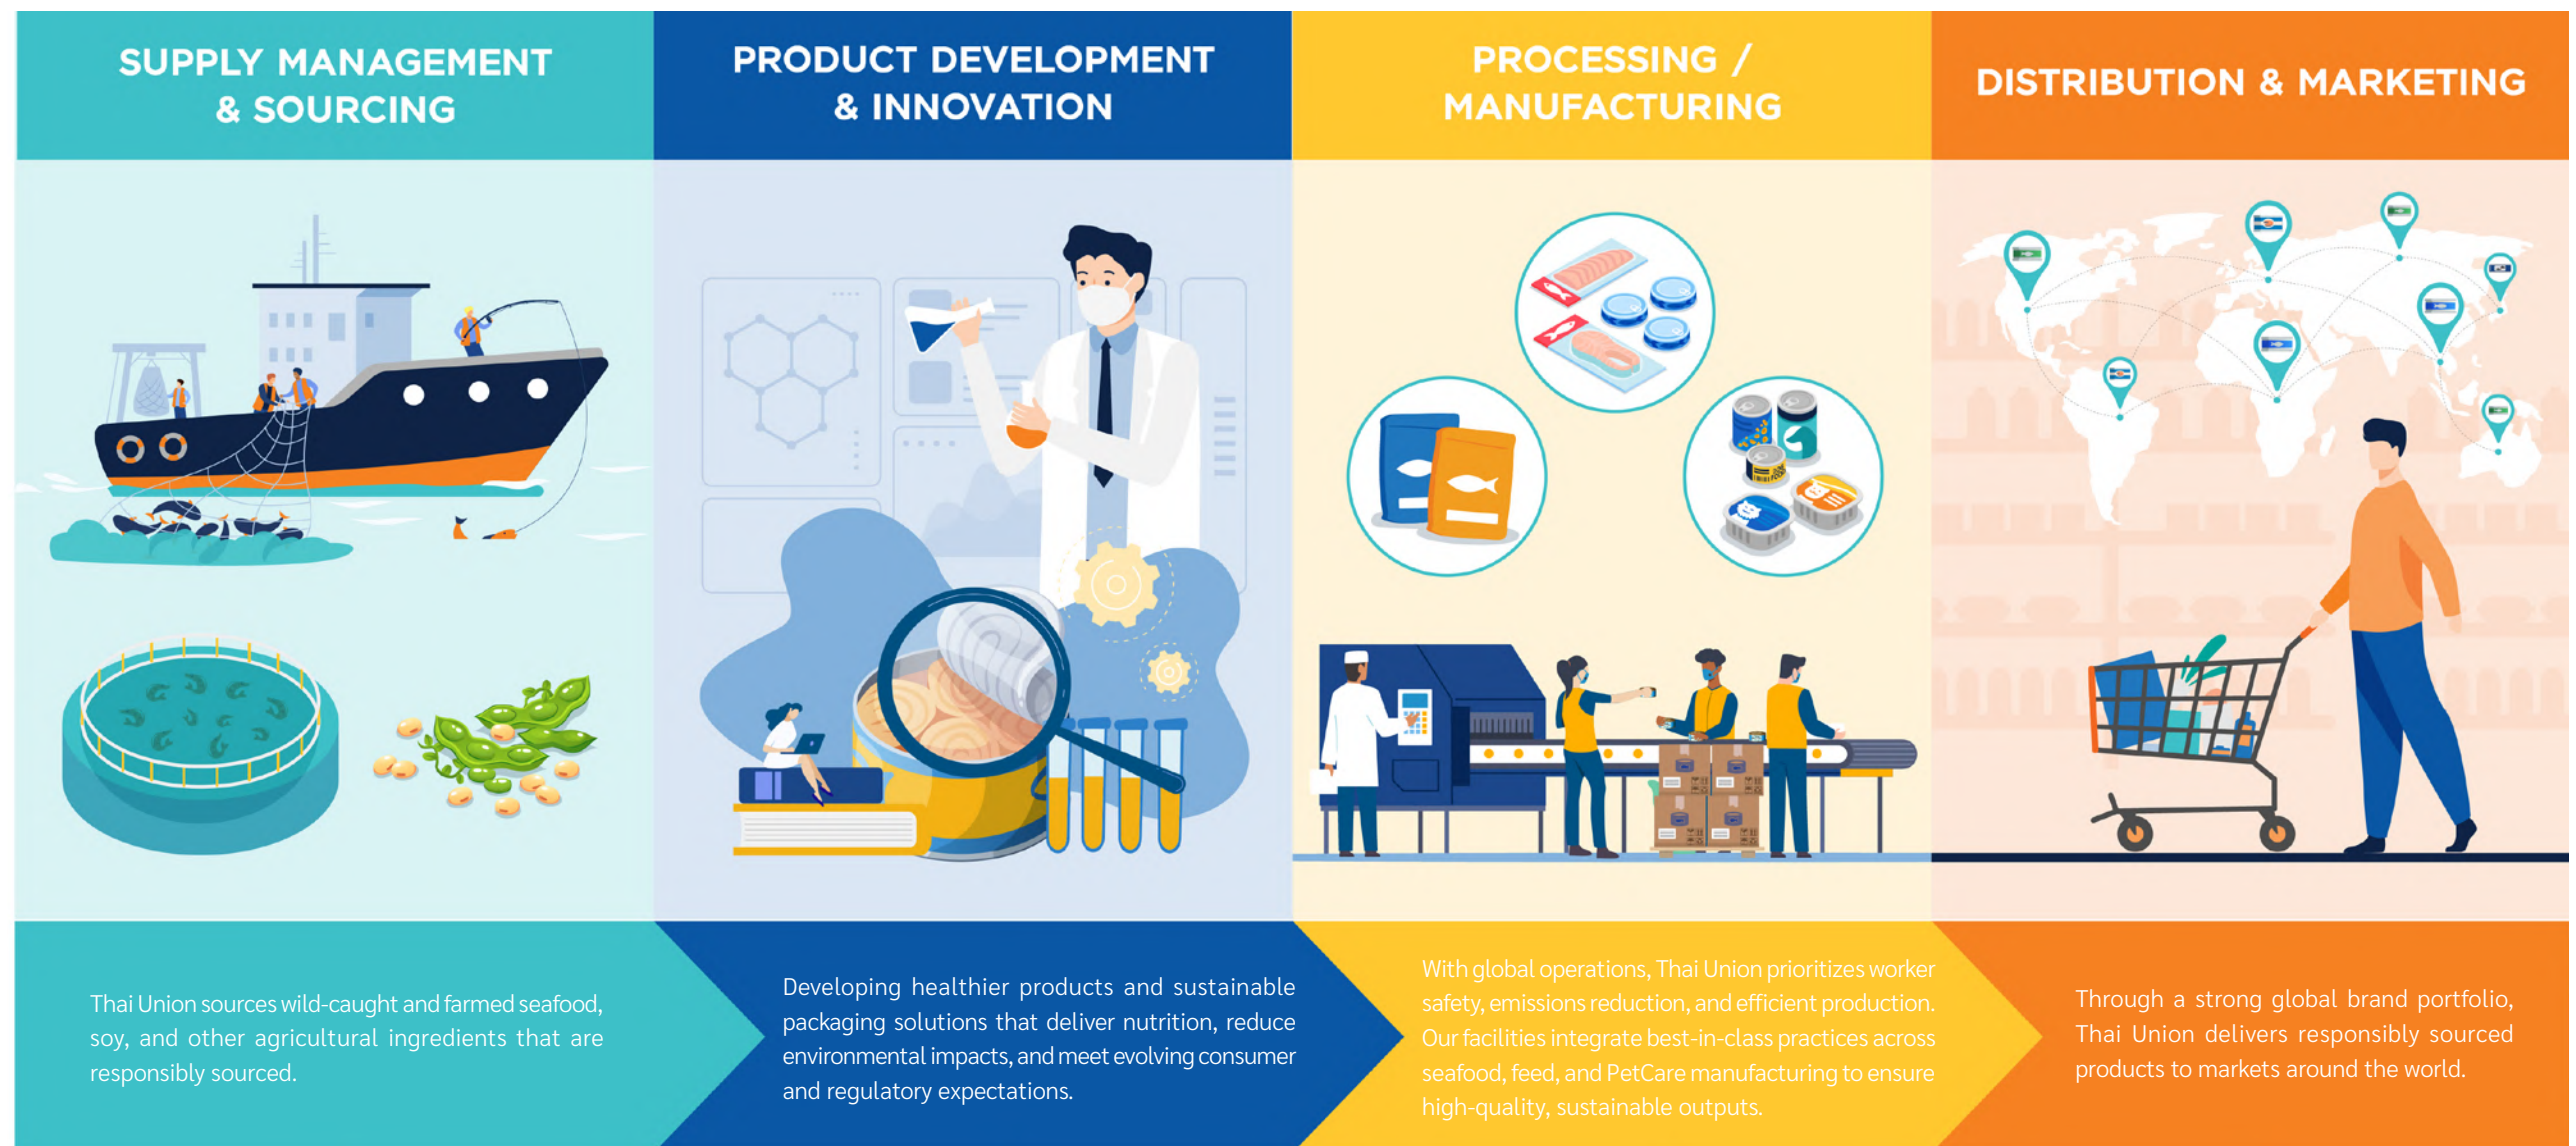 SUPPLY MANAGEMENT
& SOURCING
PRODUCT DEVELOPMENT
& INNOVATION
PROCESSING /
MANUFACTURING
DISTRIBUTION & MARKETING
Thai Union sources wild-caught and farmed seafood,
soy, and other agricultural ingredients that are
responsibly sourced.
Developing healthier products and sustainable
packaging solutions that deliver nutrition, reduce
environmental impacts, and meet evolving consumer
and regulatory expectations.
With global operations, Thai Union prioritizes worker
safety, emissions reduction, and efficient production.
Our facilities integrate best-in-class practices across
seafood, feed, and PetCare manufacturing to ensure
high-quality, sustainable outputs.
Through a strong global brand portfolio,
Thai Union delivers responsibly sourced
products to markets around the world.